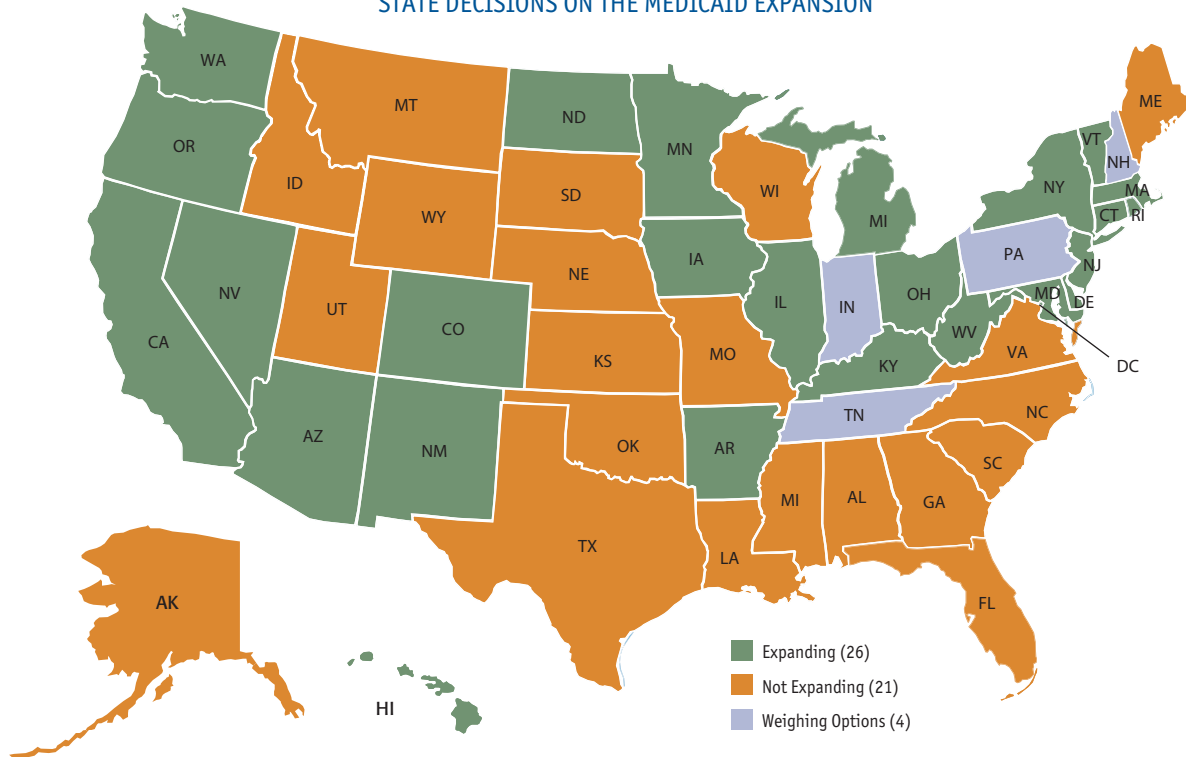 STATE DECISIONS ON THE MEDICAID EXPANSION
WA
MT
ME
ND
VT
OR
MN
NH
ID
WI
NY
MA
SD
WY
CT
RI
MI
PA
IA
NJ
NE
NV
OH
IL
IN
MD
DE
UT
CO
WV
CA
MO
VA
KS
KY
DC
NC
TN
AZ
NM
OK
AR
SC
MI
AL
GA
TX
LA
AK
FL
HI
Expanding (26)
Not Expanding (21)
Weighing Options (4)